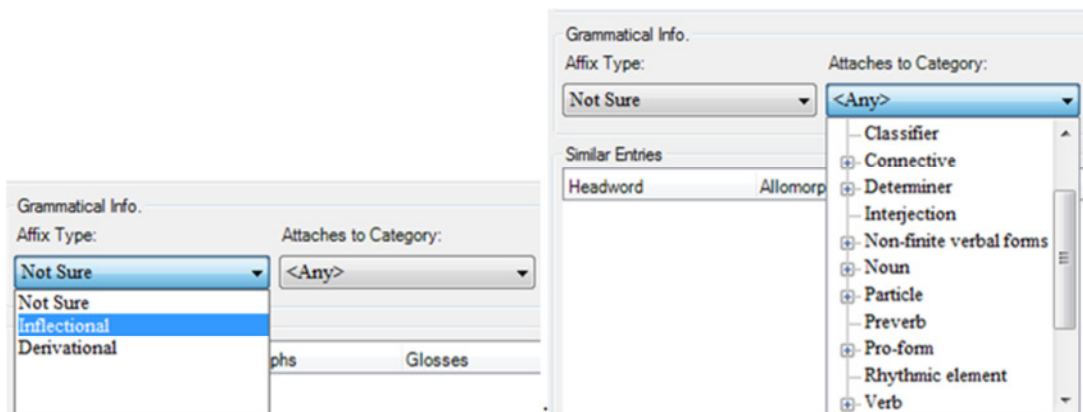 Grammatical Info.
Affix Type: Attaches to Category:
Not Sure <Any>
Not Sure
Inflectional
Derivational
phs Glosses
Grammatical Info.
Affix Type: Attaches to Category:
Not Sure <Any>
Similar Entries
Headword Allomorp
Classifier
Connective
Determiner
Interjection
Non-finite verbal forms
Noun
Particle
Preverb
Pro-form
Rhythmic element
Verb